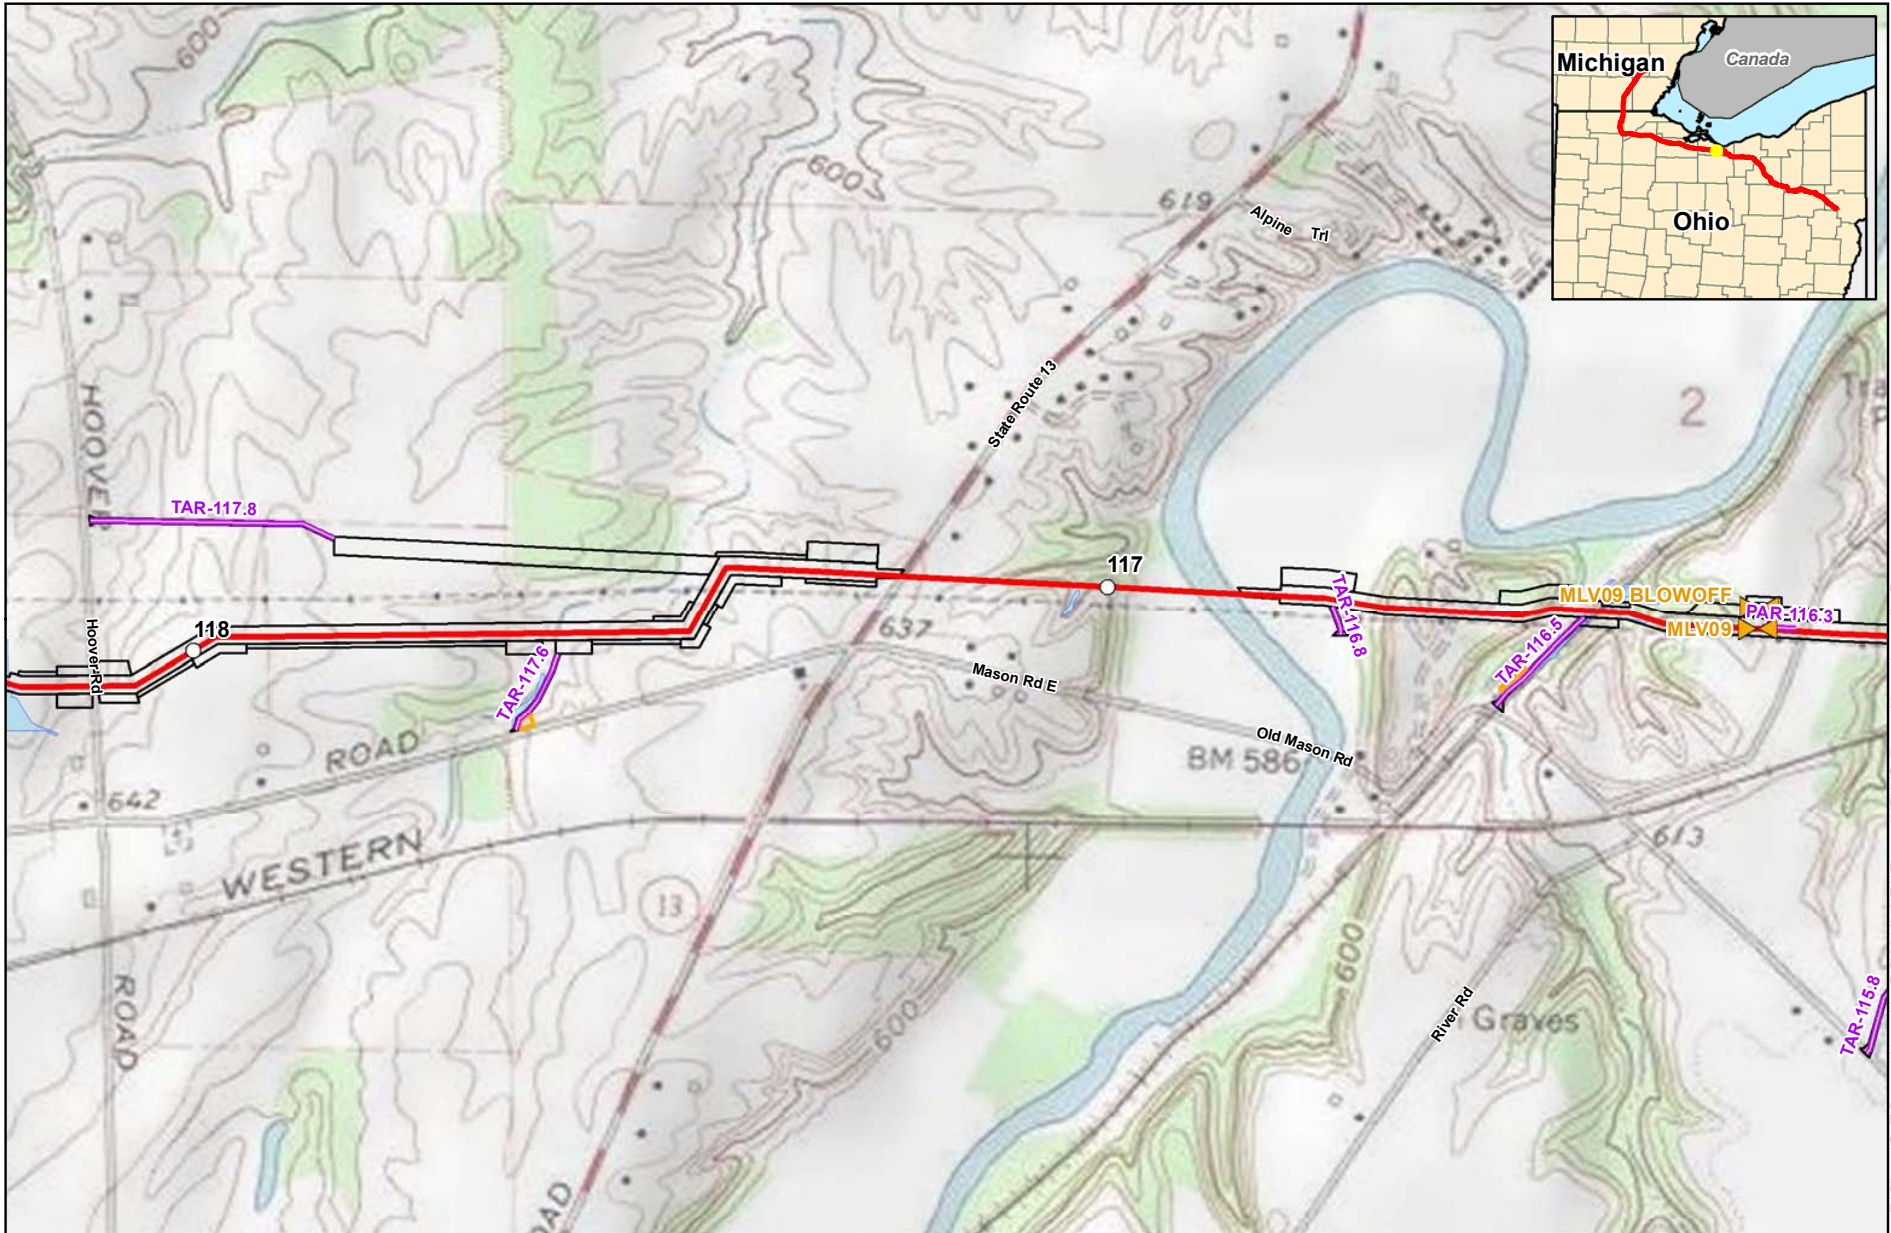 600
Michigan
Canada
Ohio
600
619
Alpine Trl
State Route 13
2
HOOVER
TAR-117.8
117
TAR-116.8
MLV09 BLOWOFF
PAR-116.3
MLV09
118
Hoover Rd
637
TAR-117.6
TAR-116.5
Mason Rd E
ROAD
Old Mason Rd
BM 586
642
WESTERN
613
13
600
ROAD
600
River Rd
Graves
TAR-115.8